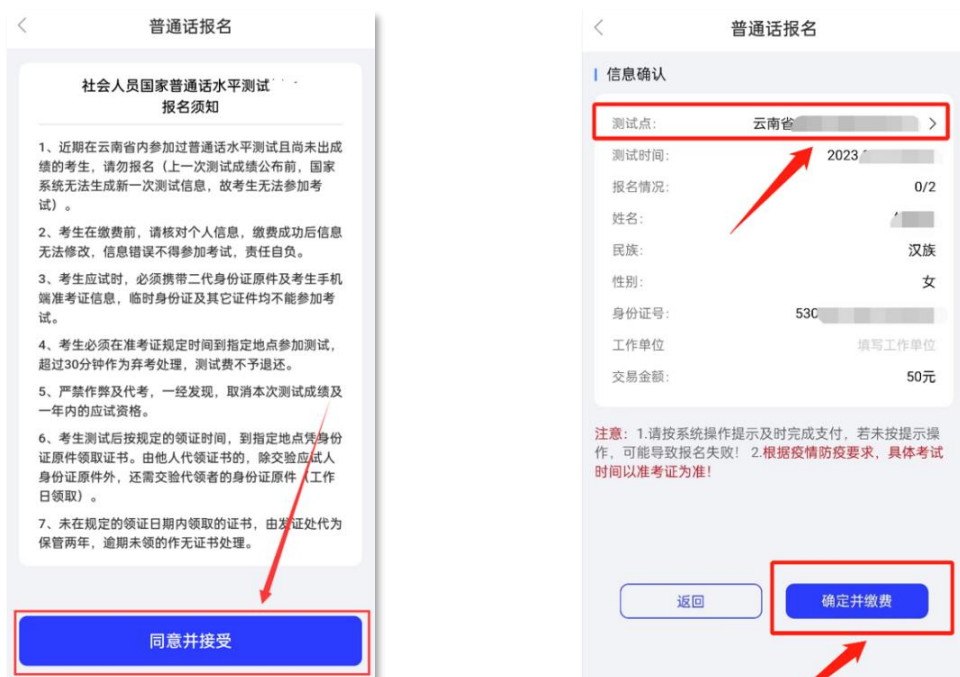 普通话报名
社会人员国家普通话水平测试
报名须知
1、近期在云南省内参加过普通话水平测试且尚未出成
绩的考生，请勿报名（上一次测试成绩公布前，国家
系统无法生成新一次测试信息，故考生无法参加考
试）。
2、考生在缴费前，请核对个人信息，缴费成功后信息
无法修改，信息错误不得参加考试，责任自负。
3、考生应试时，必须携带二代身份证原件及考生手机
端准考证信息，临时身份证及其它证件均不能参加考
试。
4、考生必须在准考证规定时间到指定地点参加测试，
超过30分钟作为弃考处理，测试费不予退还。
5、严禁作弊及代考，一经发现，取消本次测试成绩及
一年内的应试资格。
6、考生测试后按规定的领证时间，到指定地点凭身份
证原件领取证书。由他人代领证书的，除交验应试人
身份证原件外，还需交验代领者的身份证原件（工作
日领取）。
7、未在规定的领证日期内领取的证书，由发证处代为
保管两年，逾期未领的作无证书处理。
同意并接受
普通话报名
信息确认
测试点： 云南省
测试时间： 2023
报名情况： 0/2
姓名：
民族： 汉族
性别： 女
身份证号： 530
工作单位 填写工作单位
交易金额： 50元
注意：1.请按系统操作提示及时完成支付，若未按提示操
作，可能导致报名失败！ 2.根据疫情防疫要求，具体考试
时间以准考证为准！
返回 确定并缴费